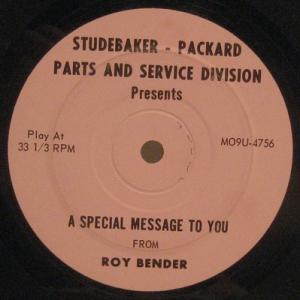 STUDEBAKER - PACKARD
PARTS AND SERVICE DIVISION
Presents
Play At
33 1/3 RPM
MO9U-4756
A SPECIAL MESSAGE TO YOU
FROM
ROY BENDER